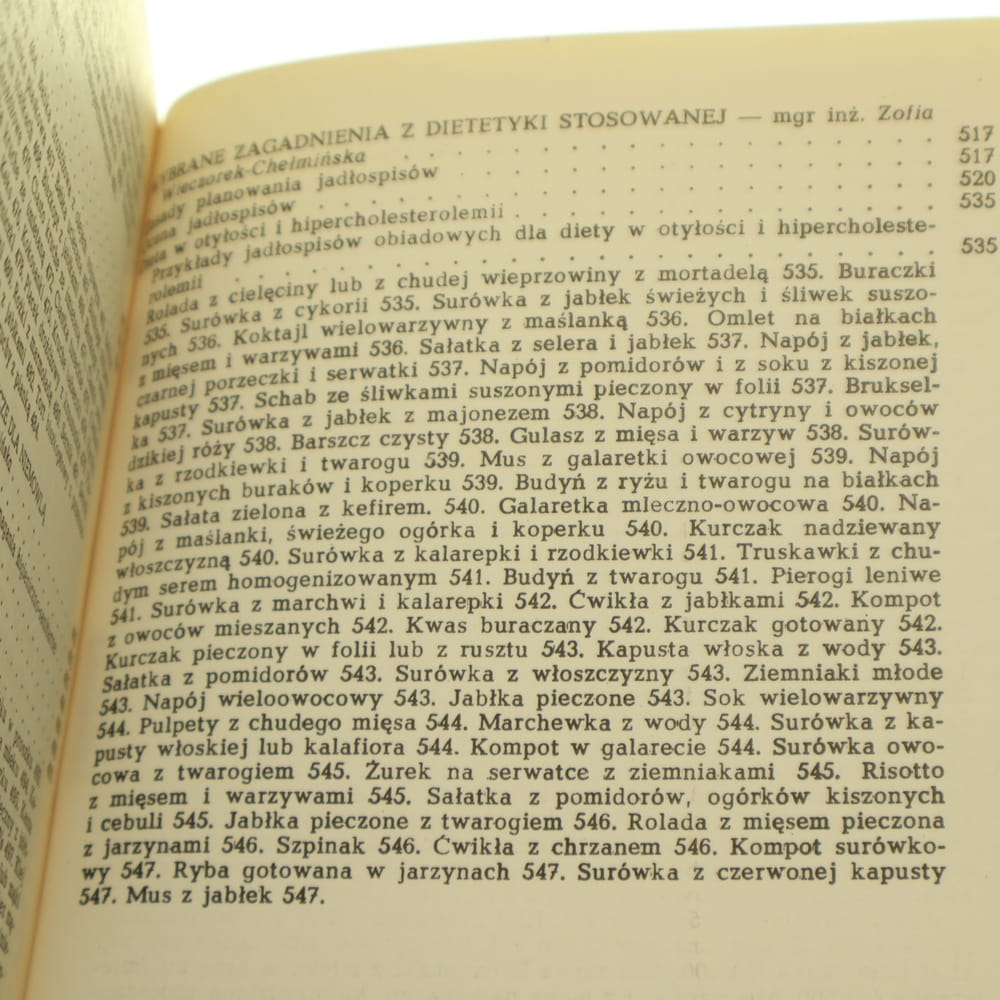 WYBRANE ZAGADNIENIA Z DIETETYKI STOSOWANEJ — mgr inż. Zofia
Wieczorek-Chełmińska . . . . . . . . . . . . . . . . 517
planowania jadłospisów . . . . . . . . . . . . . . . 517
jadłospisów . . . . . . . . . . . . . . . . . . 520
w otyłości i hipercholesterolemii . . . . . . . . . . . . 535
Przykłady jadłospisów obiadowych dla diety w otyłości i hipercholeste-
rolemii . . . . . . . . . . . . . . . . . . . . 535
Rolada z cielęciny lub z chudej wieprzowiny z mortadelą 535. Buraczki
535. Surówka z cykorii 535. Surówka z jabłek świeżych i śliwek suszo-
nych 536. Koktajl wielowarzywny z maślanką 536. Omlet na białkach
z mięsem i warzywami 536. Sałatka z selera i jabłek 537. Napój z jabłek,
czarnej porzeczki i serwatki 537. Napój z pomidorów i z soku z kiszonej
kapusty 537. Schab ze śliwkami suszonymi pieczony w folii 537. Bruksel-
ka 537. Surówka z jabłek z majonezem 538. Napój z cytryny i owoców
dzikiej róży 538. Barszcz czysty 538. Gulasz z mięsa i warzyw 538. Surów-
ka z rzodkiewki i twarogu 539. Mus z galaretki owocowej 539. Napój
z kiszonych buraków i koperku 539. Budyń z ryżu i twarogu na białkach
539. Sałata zielona z kefirem. 540. Galaretka mleczno-owocowa 540. Na-
pój z maślanki, świeżego ogórka i koperku 540. Kurczak nadziewany
włoszczyzną 540. Surówka z kalarepki i rzodkiewki 541. Truskawki z chu-
dym serem homogenizowanym 541. Budyń z twarogu 541. Pierogi leniwe
541. Surówka z marchwi i kalarepki 542. Ćwikła z jabłkami 542. Kompot
z owoców mieszanych 542. Kwas buraczany 542. Kurczak gotowany 542.
Kurczak pieczony w folii lub z rusztu 543. Kapusta włoska z wody 543.
Sałatka z pomidorów 543. Surówka z włoszczyzny 543. Ziemniaki młode
543. Napój wieloowocowy 543. Jabłka pieczone 543. Sok wielowarzywny
544. Pulpety z chudego mięsa 544. Marchewka z wody 544. Surówka z ka-
pusty włoskiej lub kalafiora 544. Kompot w galarecie 544. Surówka owo-
cowa z twarogiem 545. Żurek na serwatce z ziemniakami 545. Risotto
z mięsem i warzywami 545. Sałatka z pomidorów, ogórków kiszonych
i cebuli 545. Jabłka pieczone z twarogiem 546. Rolada z mięsem pieczona
z jarzynami 546. Szpinak 546. Ćwikła z chrzanem 546. Kompot surówko-
wy 547. Ryba gotowana w jarzynach 547. Surówka z czerwonej kapusty
547. Mus z jabłek 547.